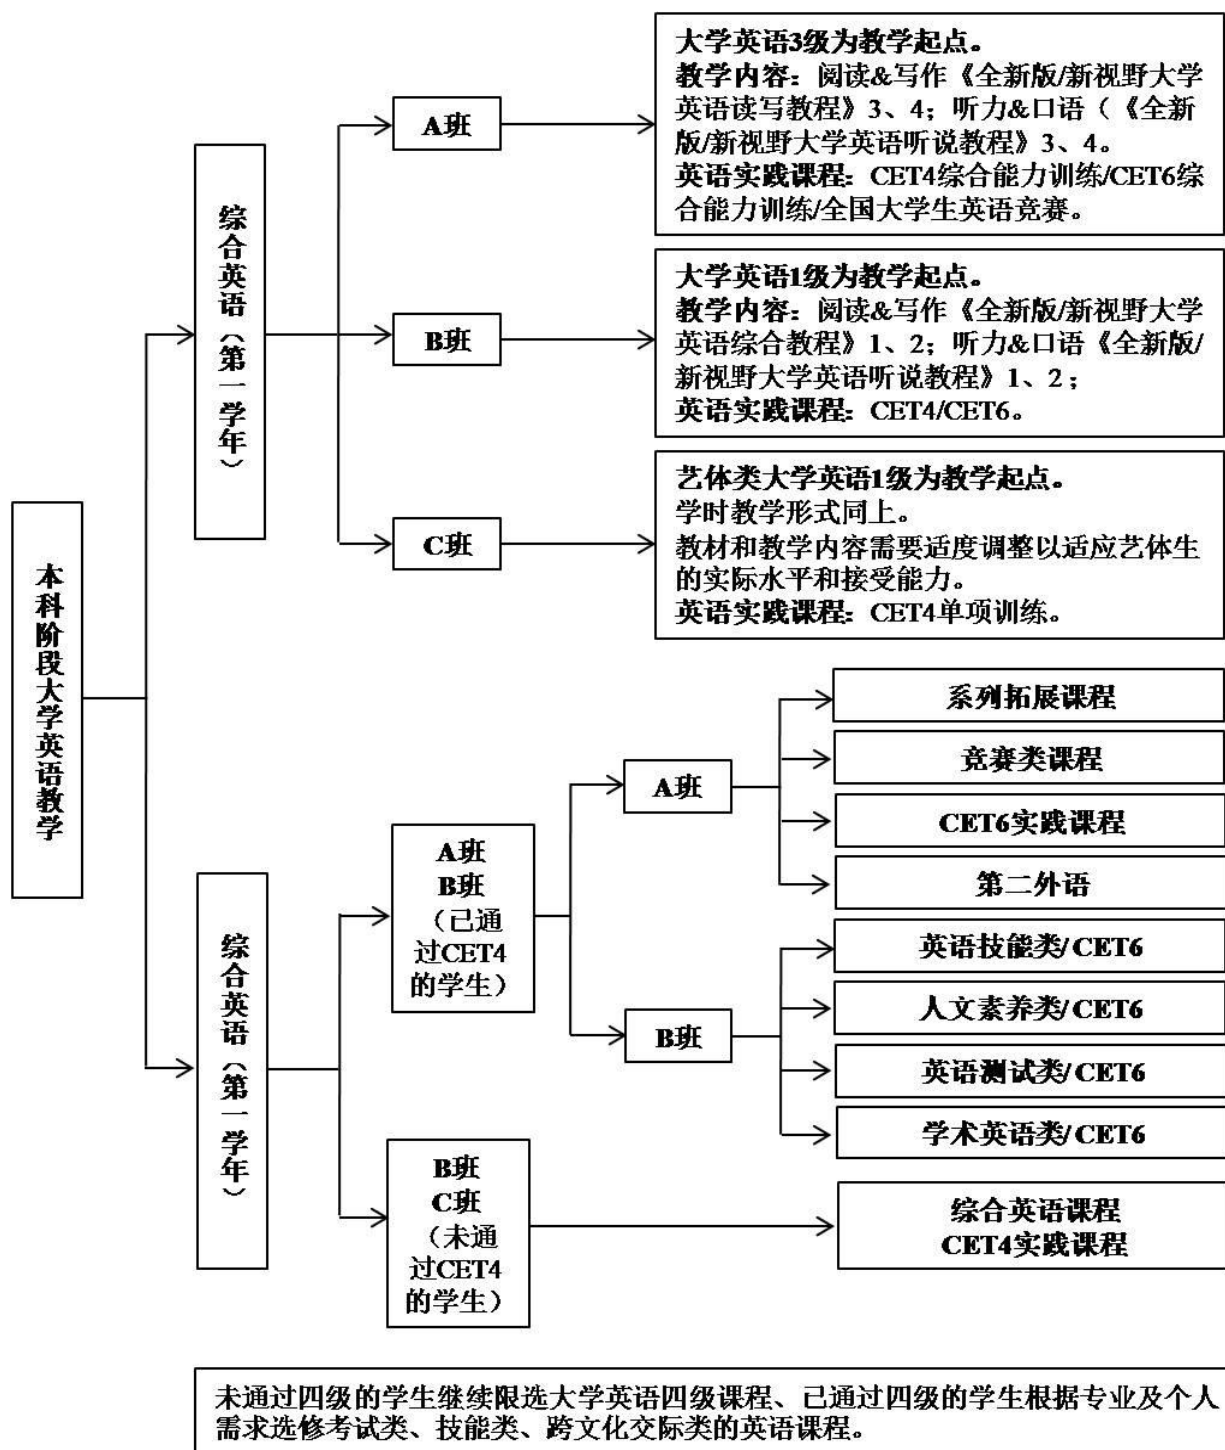 大学英语3级为教学起点。
教学内容：阅读&写作《全新版/新视野大学
英语读写教程》3、4；听力&口语（《全新
版/新视野大学英语听说教程》3、4。
英语实践课程：CET4综合能力训练/CET6综
合能力训练/全国大学生英语竞赛。
A班
综合英语（第一学年）
大学英语1级为教学起点。
教学内容：阅读&写作《全新版/新视野大学
英语综合教程》1、2；听力&口语《全新版/
新视野大学英语听说教程》1、2；
英语实践课程：CET4/CET6。
B班
艺体类大学英语1级为教学起点。
学时教学形式同上。
教材和教学内容需要适度调整以适应艺体生
的实际水平和接受能力。
英语实践课程：CET4单项训练。
C班
本科阶段大学英语教学
综合英语（第一学年）
A班
B班
（已通
过CET4
的学生）
A班
系列拓展课程
竞赛类课程
CET6实践课程
第二外语
B班
英语技能类/CET6
人文素养类/CET6
英语测试类/CET6
学术英语类/CET6
B班
C班
（未通
过CET4
的学生）
综合英语课程
CET4实践课程
未通过四级的学生继续限选大学英语四级课程、已通过四级的学生根据专业及个人
需求选修考试类、技能类、跨文化交际类的英语课程。